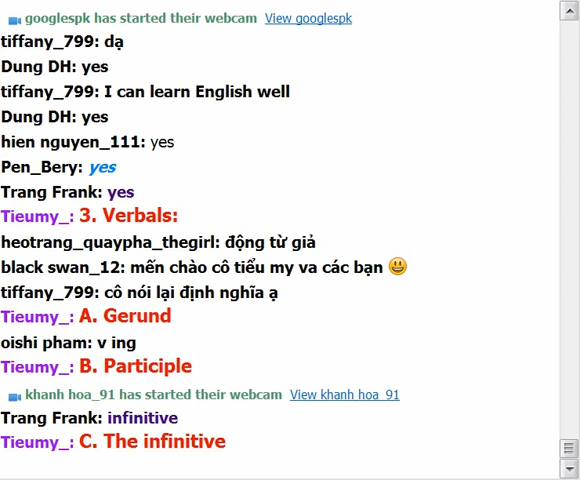 googlespk has started their webcam View googlespk
tiffany_799: dạ
Dung DH: yes
tiffany_799: I can learn English well
Dung DH: yes
hien nguyen_111: yes
Pen_Bery: yes
Trang Frank: yes
Tieumy_: 3. Verbals:
heotrang_quaypha_thegirl: động từ giả
black swan_12: mến chào cô tiểu my va các bạn 😃
tiffany_799: cô nói lại định nghĩa ạ
Tieumy_: A. Gerund
oishi pham: v ing
Tieumy_: B. Participle
khanh hoa_91 has started their webcam View khanh hoa_91
Trang Frank: infinitive
Tieumy_: C. The infinitive